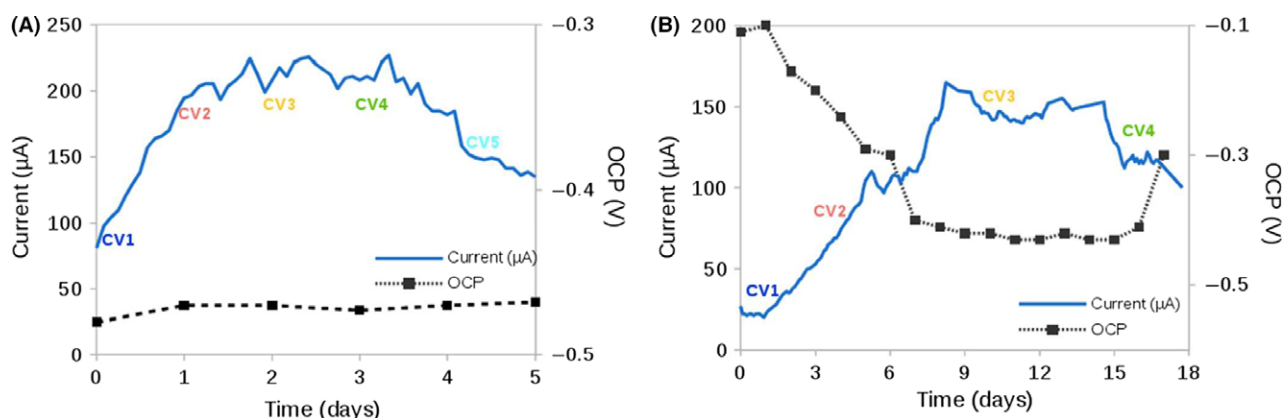 (A)
Current (µA)
250
200
150
100
50
0
CV1
CV2
CV3
CV4
CV5
Current (µA)
OCP
−0.3
−0.4
−0.5
OCP (V)
0 1 2 3 4 5
Time (days)
(B)
Current (µA)
200
150
100
50
0
CV1
CV2
CV3
CV4
Current (µA)
OCP
−0.1
−0.3
−0.5
OCP (V)
0 3 6 9 12 15 18
Time (days)